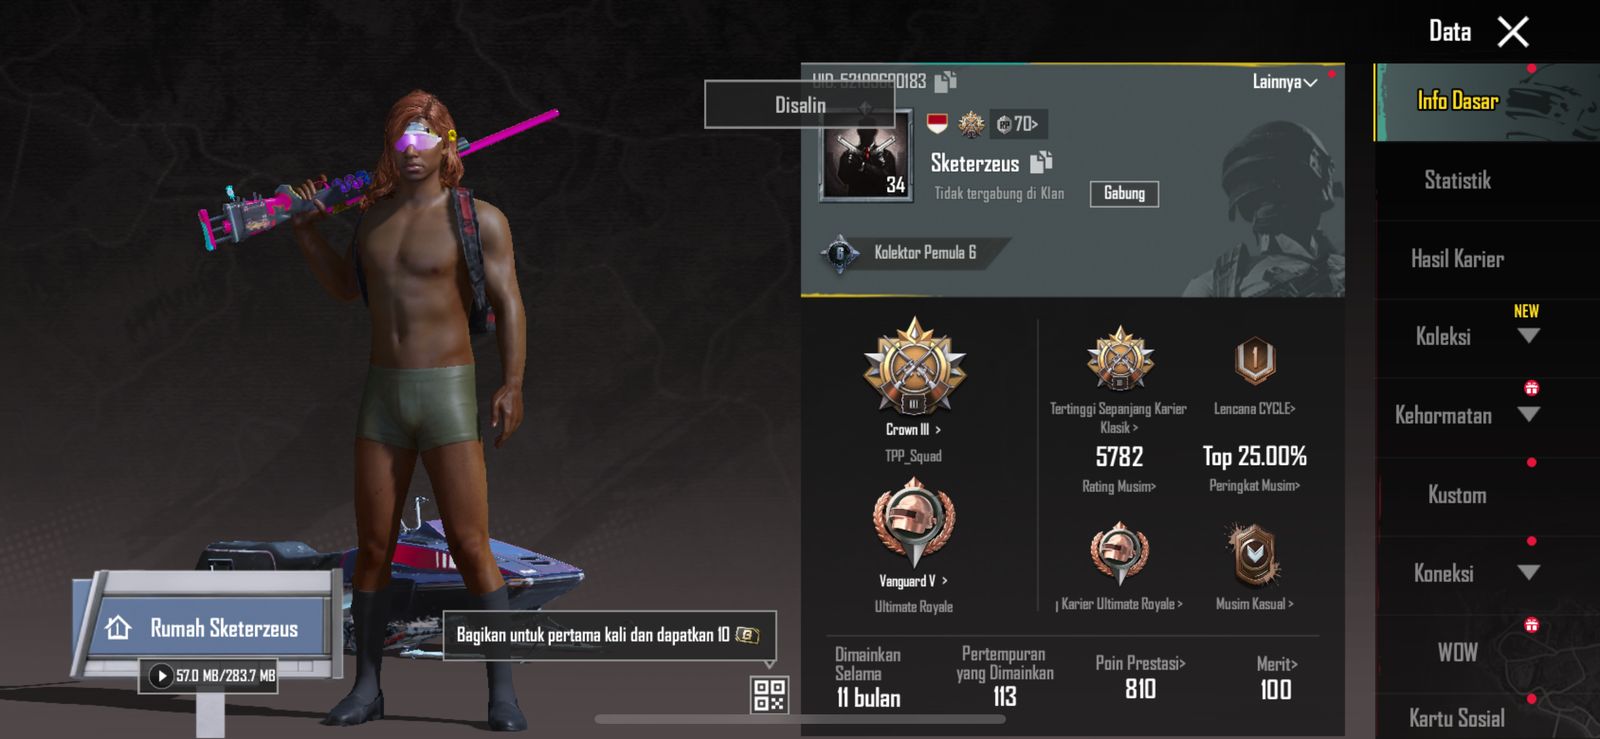 Data
Disalin
Lainnya
34
70>
Sketerzeus
Tidak tergabung di Klan
Gabung
6
Kolektor Pemula 6
III
Crown III >
TPP_Squad
Vanguard V >
Ultimate Royale
Tertinggi Sepanjang Karier
Klasik >
5782
Rating Musim>
1
Lencana CYCLE>
Top 25.00%
Peringkat Musim>
Karier Ultimate Royale >
Musim Kasual >
Dimainkan
Selama
11 bulan
Pertempuran
yang Dimainkan
113
Poin Prestasi>
810
Merit>
100
Info Dasar
Statistik
Hasil Karier
NEW
Koleksi
Kehormatan
Kustom
Koneksi
WOW
Kartu Sosial
1
Rumah Sketerzeus
57.0 MB/283.7 MB
Bagikan untuk pertama kali dan dapatkan 10